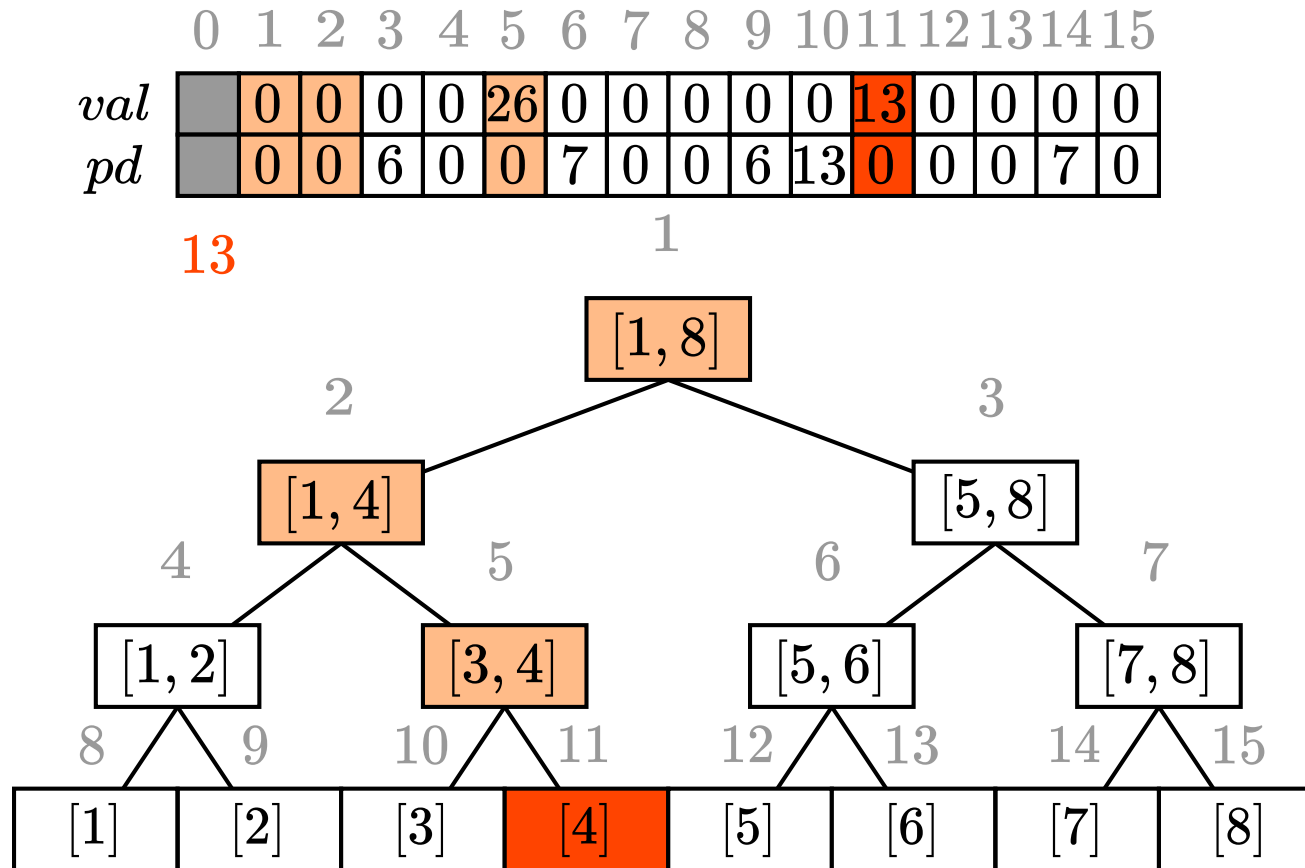 0 1 2 3 4 5 6 7 8 9 10 11 12 13 14 15
val 0 0 0 0 26 0 0 0 0 0 13 0 0 0 0
pd 0 0 6 0 0 7 0 0 6 13 0 0 0 7 0
13
1
[1, 8]
2 3
[1, 4] [5, 8]
4 5 6 7
[1, 2] [3, 4] [5, 6] [7, 8]
8 9 10 11 12 13 14 15
[1] [2] [3] [4] [5] [6] [7] [8]